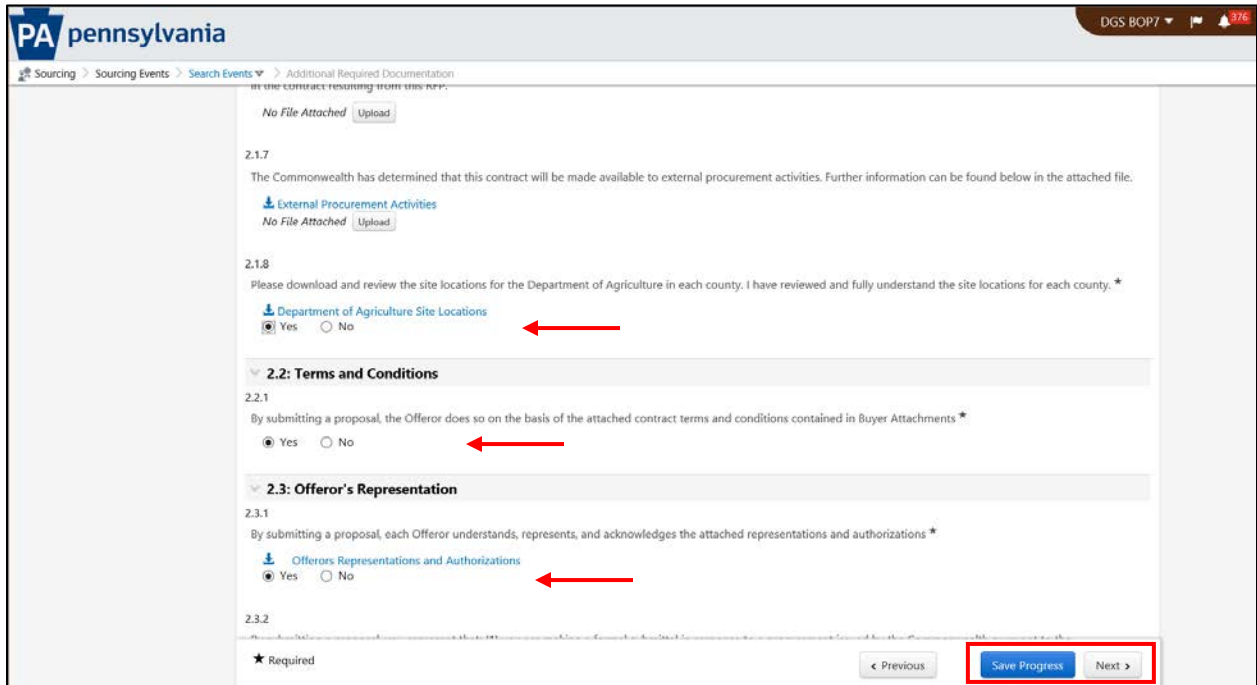 PA pennsylvania
DGS BOP7
376
Sourcing > Sourcing Events > Search Events > Additional Required Documentation
in the contract resulting from this RFP.
No File Attached Upload
2.1.7
The Commonwealth has determined that this contract will be made available to external procurement activities. Further information can be found below in the attached file.
External Procurement Activities
No File Attached Upload
2.1.8
Please download and review the site locations for the Department of Agriculture in each county. I have reviewed and fully understand the site locations for each county. ★
Department of Agriculture Site Locations
Yes No
2.2: Terms and Conditions
2.2.1
By submitting a proposal, the Offeror does so on the basis of the attached contract terms and conditions contained in Buyer Attachments ★
Yes No
2.3: Offeror's Representation
2.3.1
By submitting a proposal, each Offeror understands, represents, and acknowledges the attached representations and authorizations ★
Offerors Representations and Authorizations
Yes No
2.3.2
★ Required
< Previous Save Progress Next >